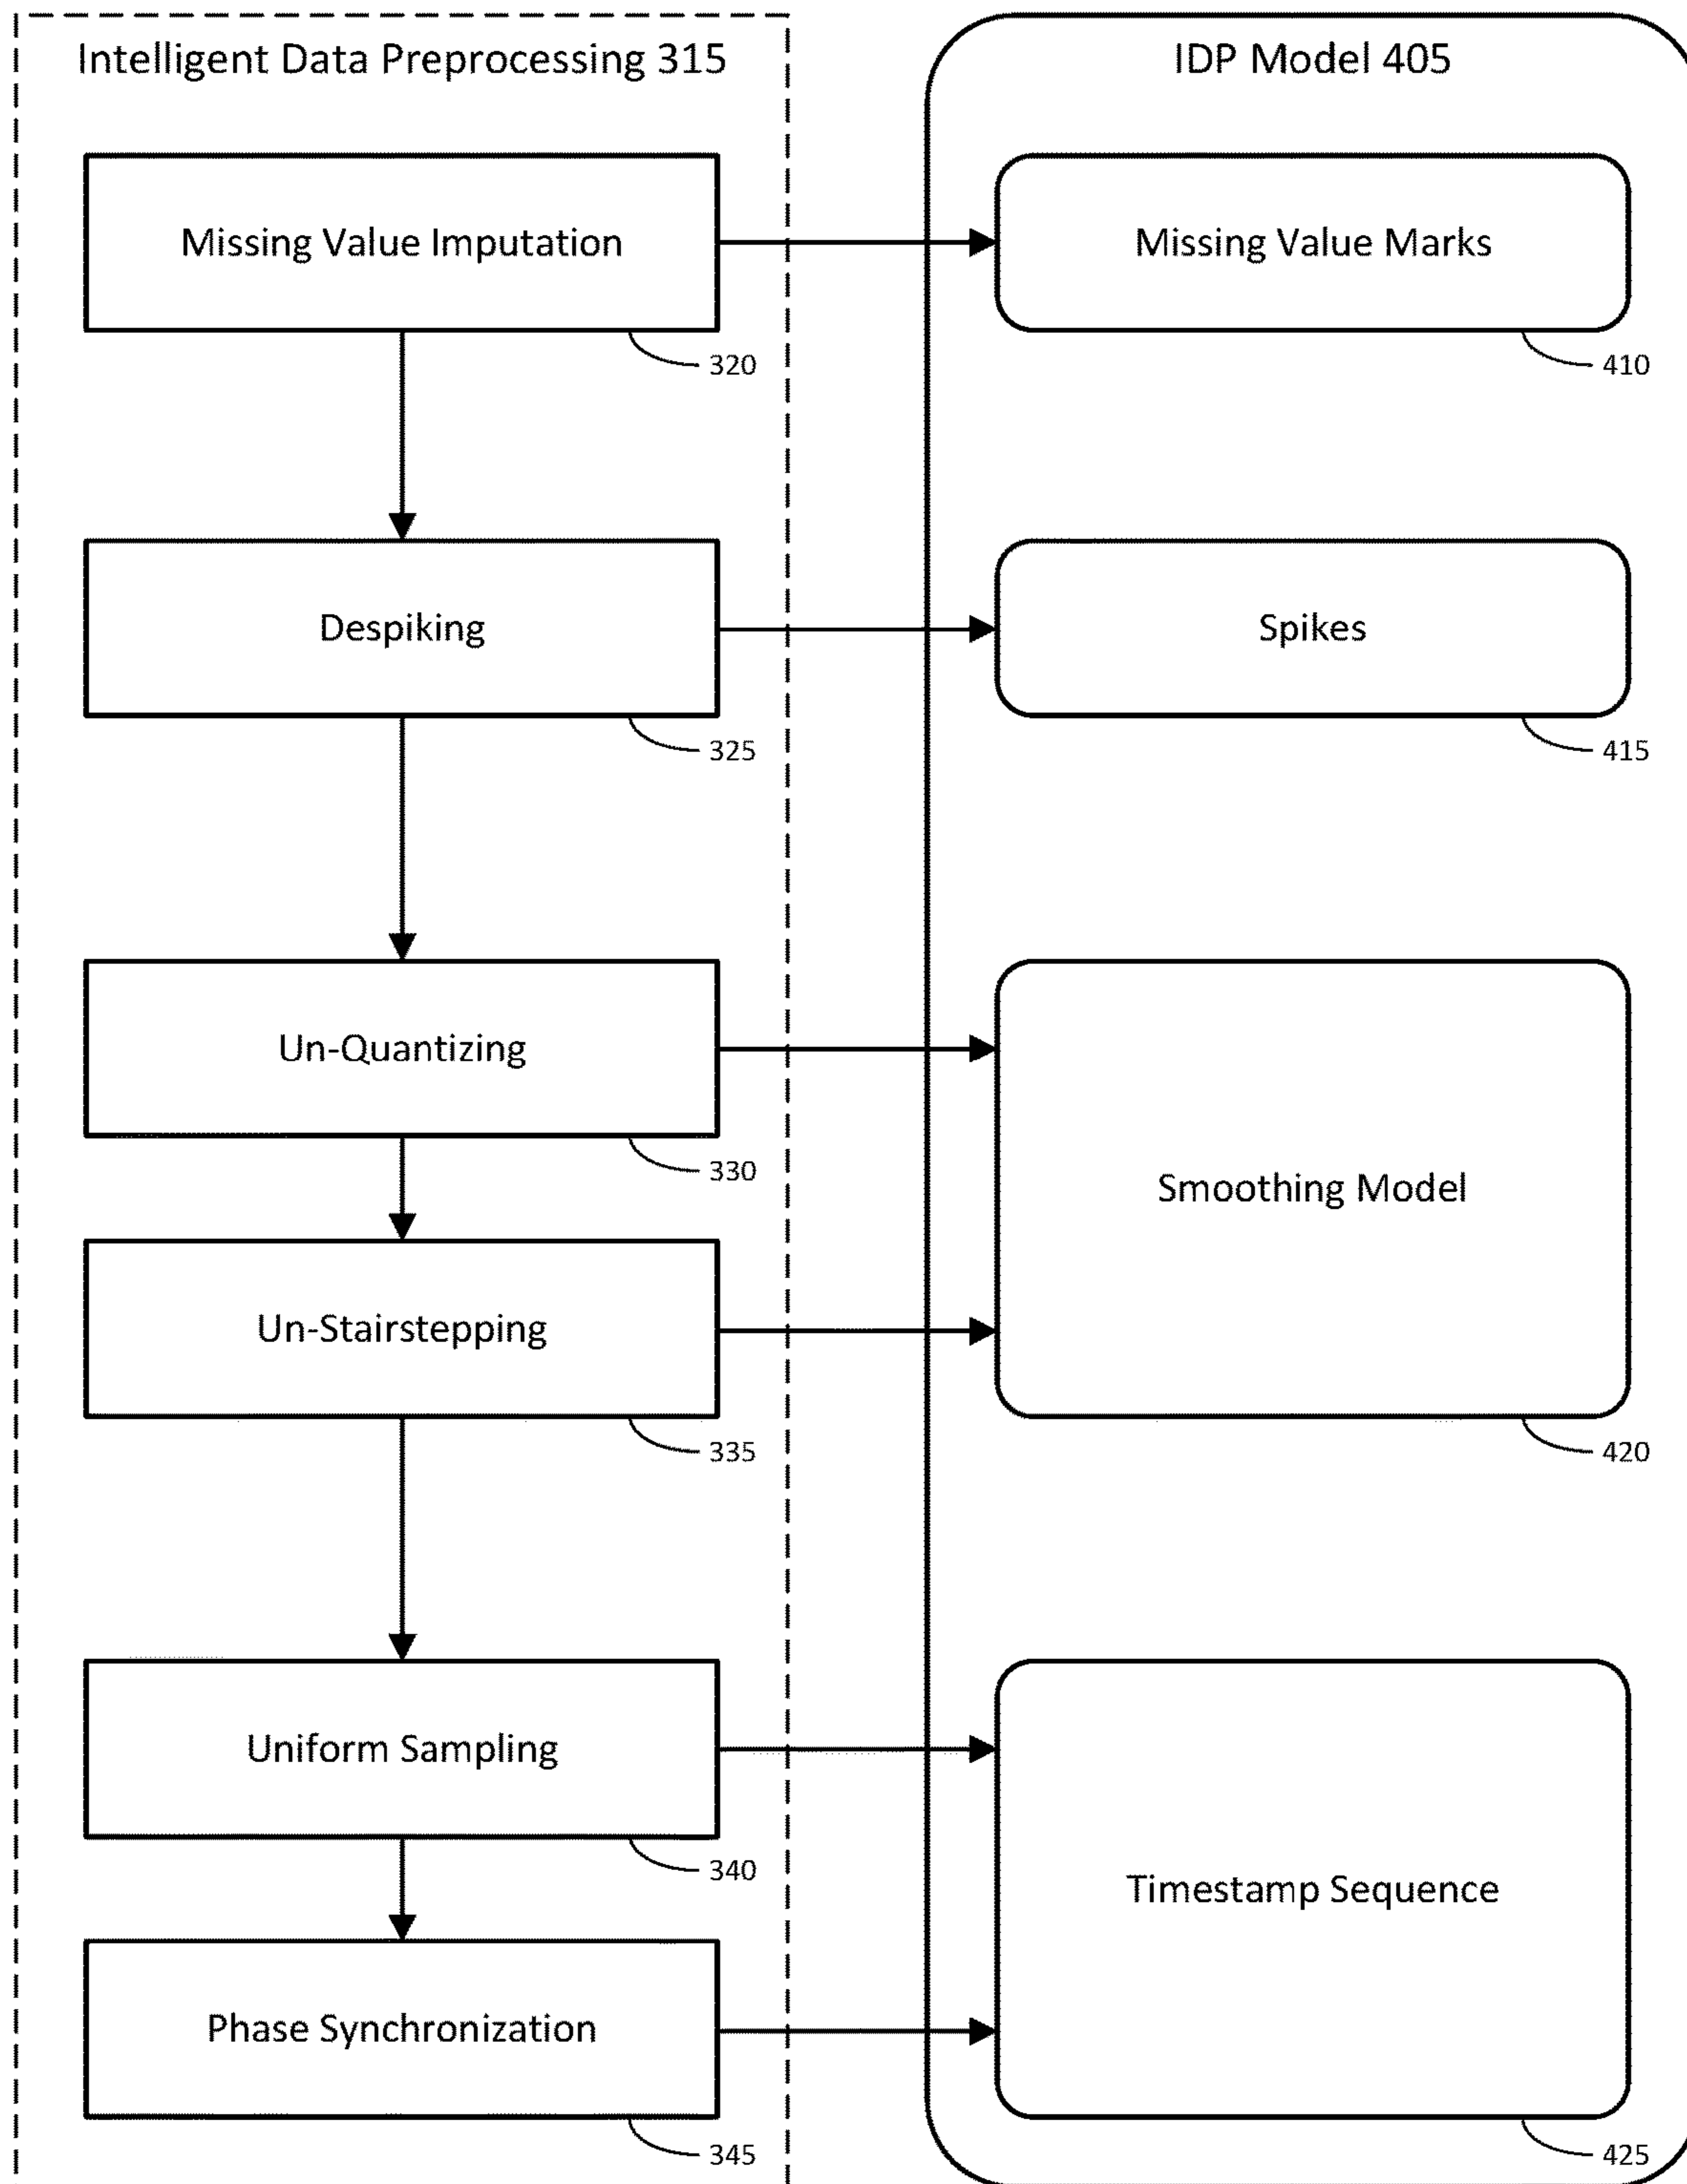 Intelligent Data Preprocessing 315
IDP Model 405
Missing Value Imputation
Missing Value Marks
320
410
Despiking
Spikes
325
415
Un-Quantizing
330
Smoothing Model
Un-Stairstepping
335
420
Uniform Sampling
340
Timestamp Sequence
Phase Synchronization
345
425